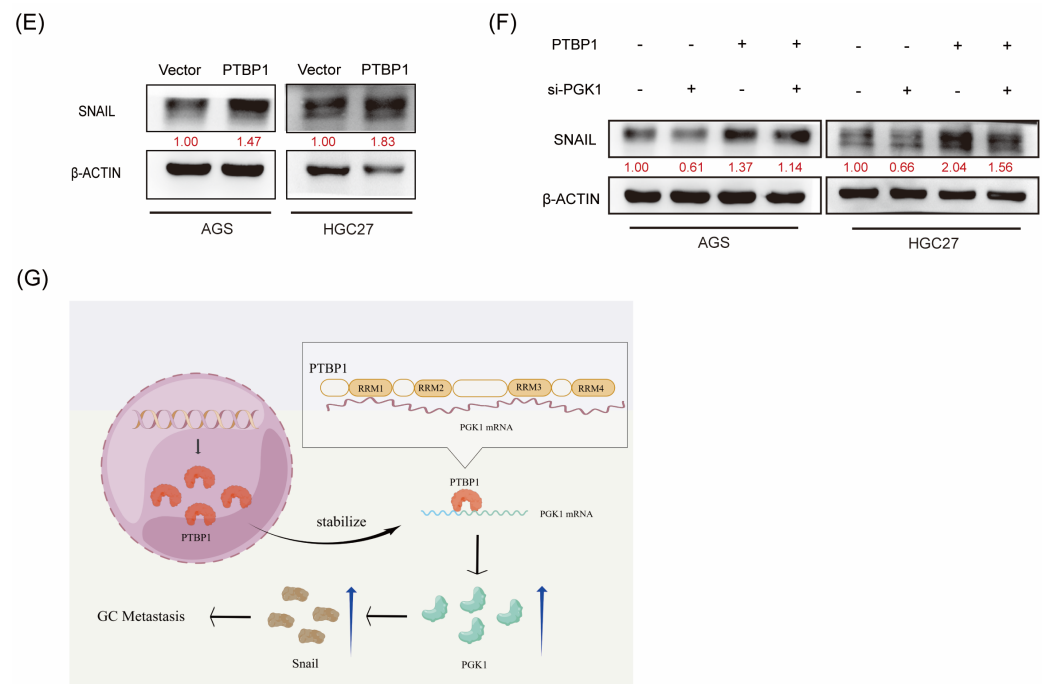 (E)
Vector PTBP1 Vector PTBP1
SNAIL
1.00 1.47 1.00 1.83
β-ACTIN
AGS HGC27
(F)
PTBP1 - - + + - - + +
si-PGK1 - + - + - + - +
SNAIL
1.00 0.61 1.37 1.14 1.00 0.66 2.04 1.56
β-ACTIN
AGS HGC27
(G)
PTBP1
RRM1 RRM2 RRM3 RRM4
PGK1 mRNA
PTBP1
PGK1 mRNA
PTBP1
stabilize
GC Metastasis
Snail
PGK1